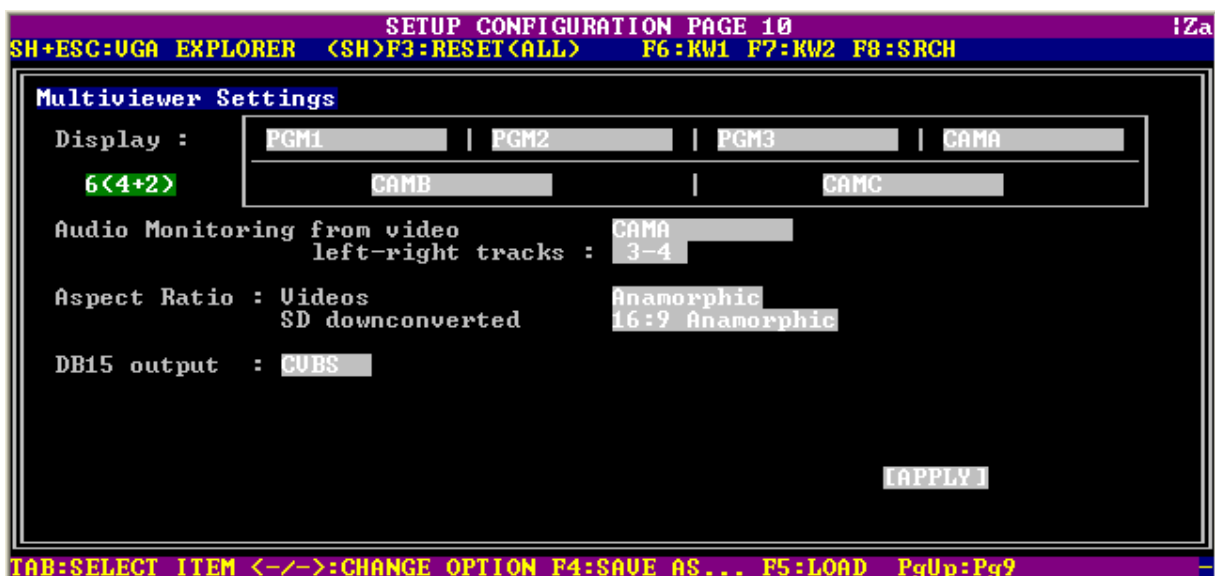 SETUP CONFIGURATION PAGE 10 |Za
SH+ESC:VGA EXPLORER <SH>F3:RESET<ALL> F6:KW1 F7:KW2 F8:SRCH
Multiviewer Settings
Display : PGM1 | PGM2 | PGM3 | CAMA
6<4+2> CAMB | CAMC
Audio Monitoring from video CAMA
left-right tracks : 3-4
Aspect Ratio : Videos Anamorphic
SD downconverted 16:9 Anamorphic
DB15 output : CVBS
[APPLY]
TAB:SELECT ITEM <-/->:CHANGE OPTION F4:SAVE AS... F5:LOAD PgUp:Pg9